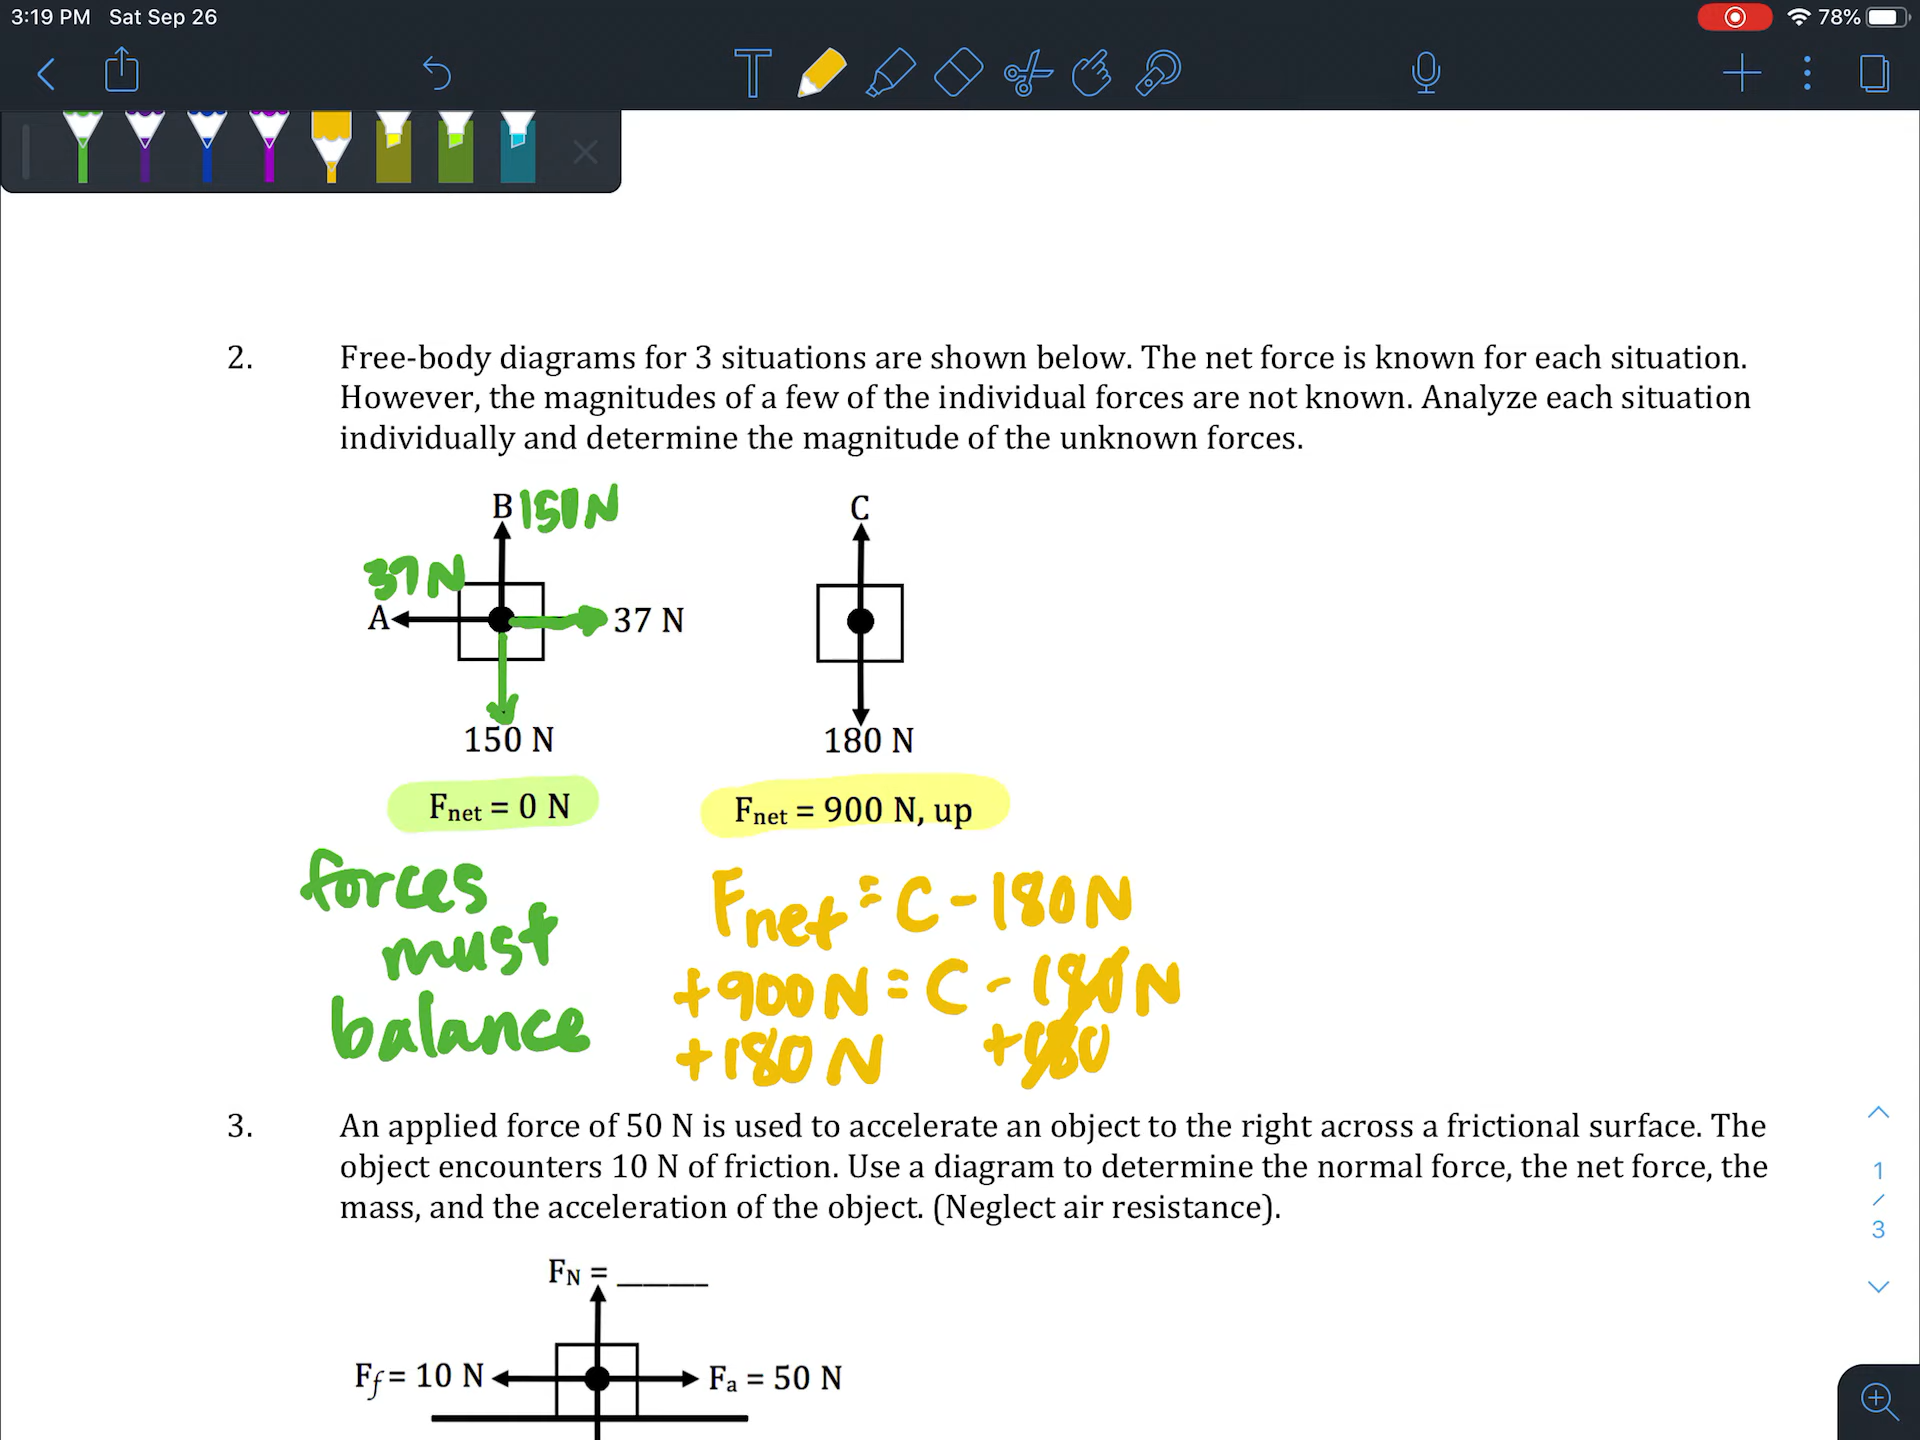 3:19 PM Sat Sep 26
78%
T
2. Free-body diagrams for 3 situations are shown below. The net force is known for each situation.
However, the magnitudes of a few of the individual forces are not known. Analyze each situation
individually and determine the magnitude of the unknown forces.
B 150N
C
37N
A
37 N
150 N
180 N
Fnet = 0 N
Fnet = 900 N, up
forces
must
balance
Fnet = C - 180N
+900N = C - 180N
+180N +180
3. An applied force of 50 N is used to accelerate an object to the right across a frictional surface. The
object encounters 10 N of friction. Use a diagram to determine the normal force, the net force, the
mass, and the acceleration of the object. (Neglect air resistance).
FN = ______
Ff = 10 N
Fa = 50 N
1
/
3